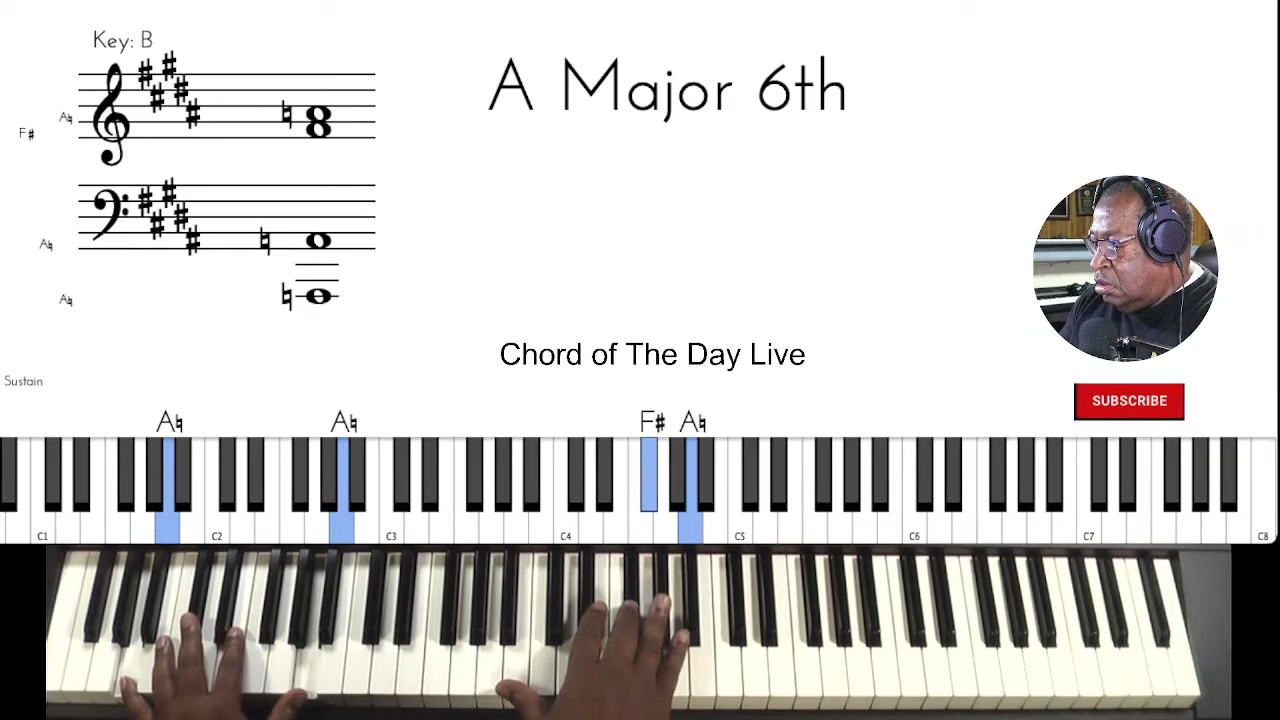 Key: B
A Major 6th
A♮
F♯
A♮
A♮
Chord of The Day Live
Sustain
SUBSCRIBE
A♮ A♮ F♯ A♮
C1 C2 C3 C4 C5 C6 C7 C8